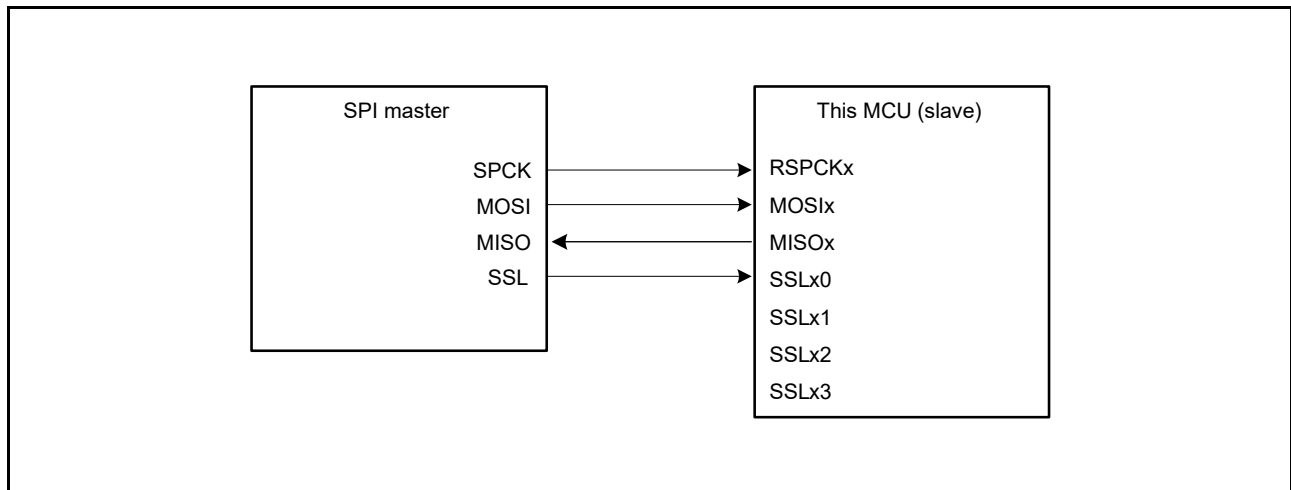 SPI master
SPCK
MOSI
MISO
SSL
This MCU (slave)
RSPCKx
MOSIx
MISOx
SSLx0
SSLx1
SSLx2
SSLx3